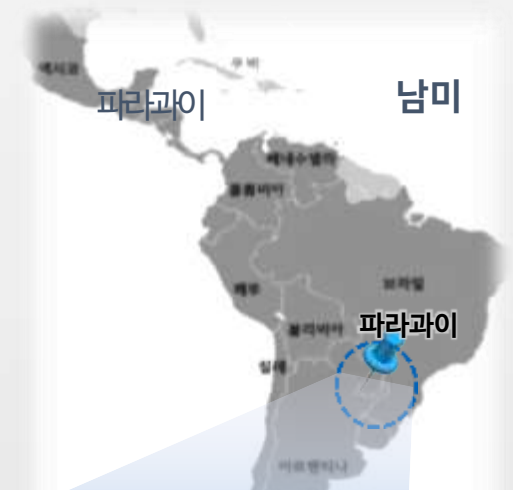 쿠바
멕시코
파라과이
남미
베네수엘라
콜롬비아
브라질
페루
파라과이
볼리비아
칠레
아르헨티나